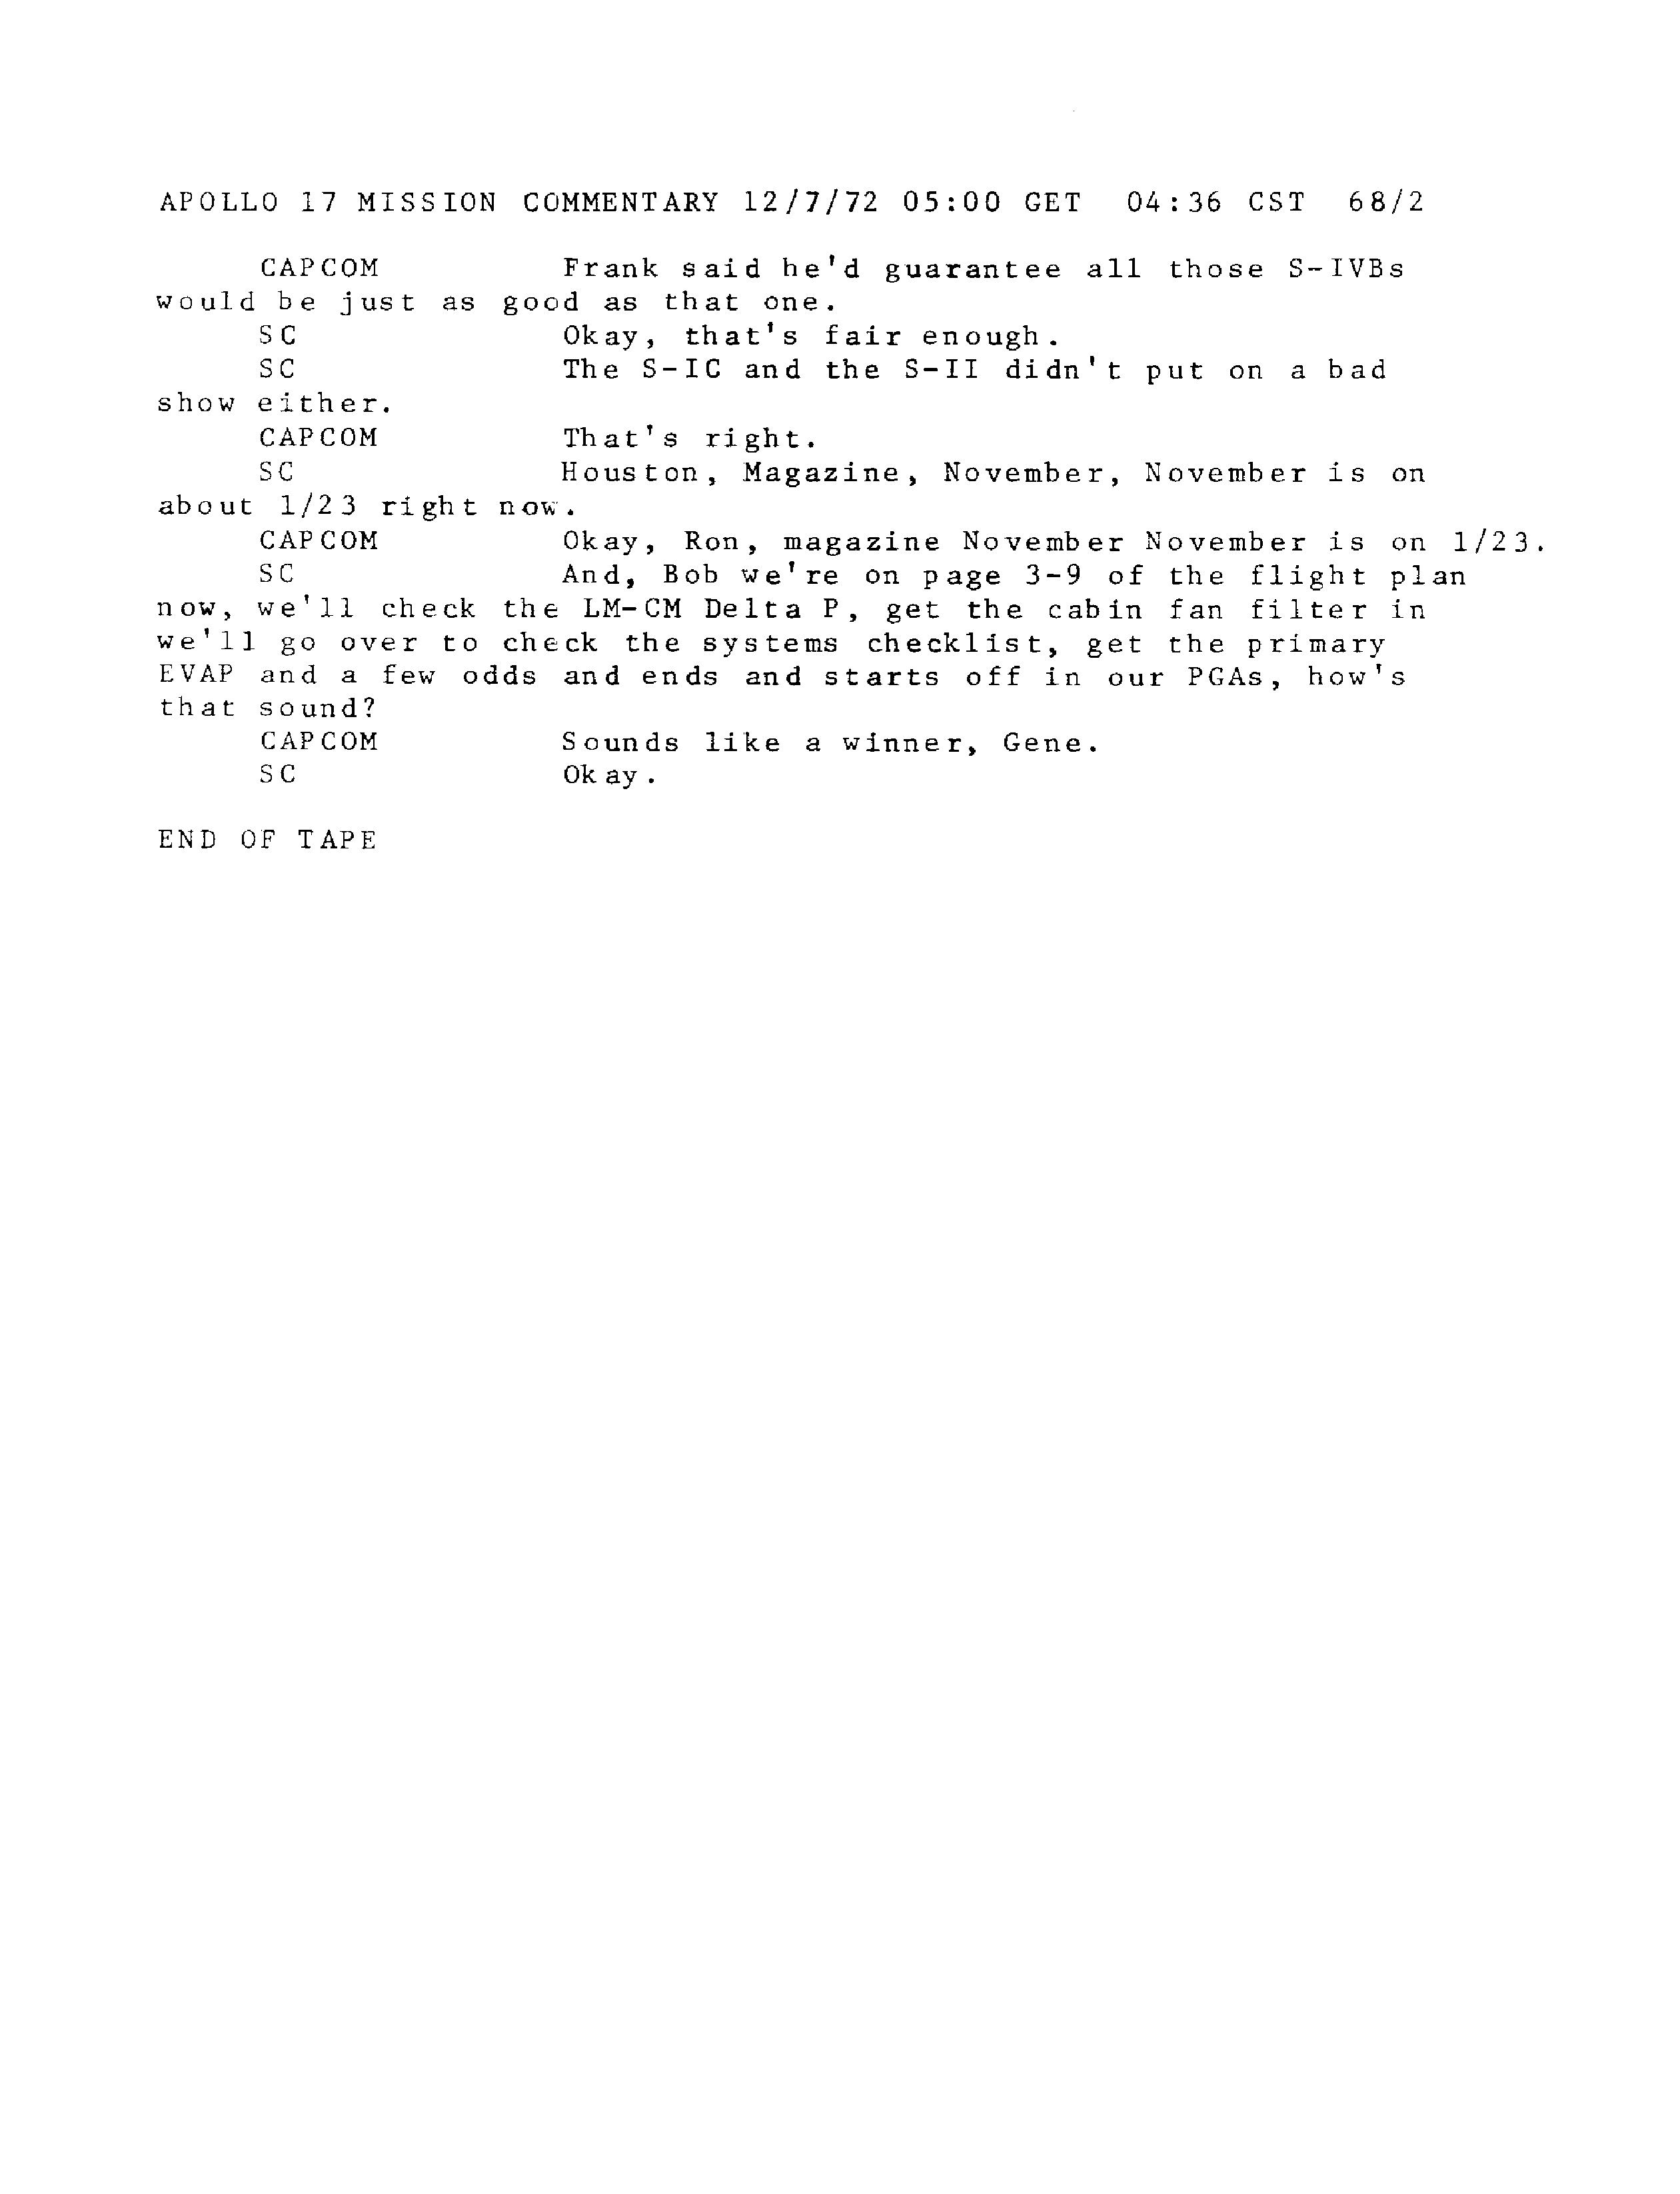 APOLLO 17 MISSION COMMENTARY 12/7/72 05:00 GET 04:36 CST 68/2
CAPCOM Frank said he'd guarantee all those S-IVBs
would be just as good as that one.
SC Okay, that's fair enough.
SC The S-IC and the S-II didn't put on a bad
show either.
CAPCOM That's right.
SC Houston, Magazine, November, November is on
about 1/23 right now.
CAPCOM Okay, Ron, magazine November November is on 1/23.
SC And, Bob we're on page 3-9 of the flight plan
now, we'll check the LM-CM Delta P, get the cabin fan filter in
we'll go over to check the systems checklist, get the primary
EVAP and a few odds and ends and starts off in our PGAs, how's
that sound?
CAPCOM Sounds like a winner, Gene.
SC Okay.
END OF TAPE